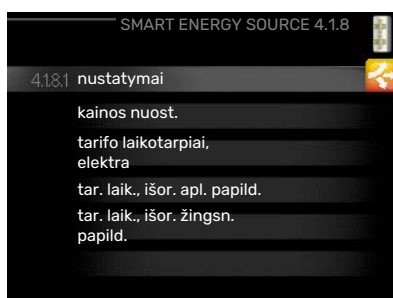 SMART ENERGY SOURCE 4.1.8
4.1.8.1 nustatymai
kainos nuost.
tarifo laikotarpiai,
elektra
tar. laik., išor. apl. papild.
tar. laik., išor. žingsn.
papild.